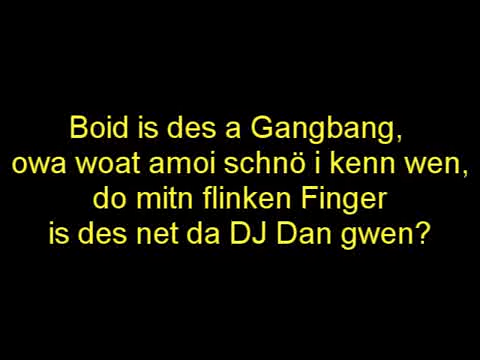 Boid is des a Gangbang,
owa woat amoi schnö i kenn wen,
do mitn flinken Finger
is des net da DJ Dan gwen?